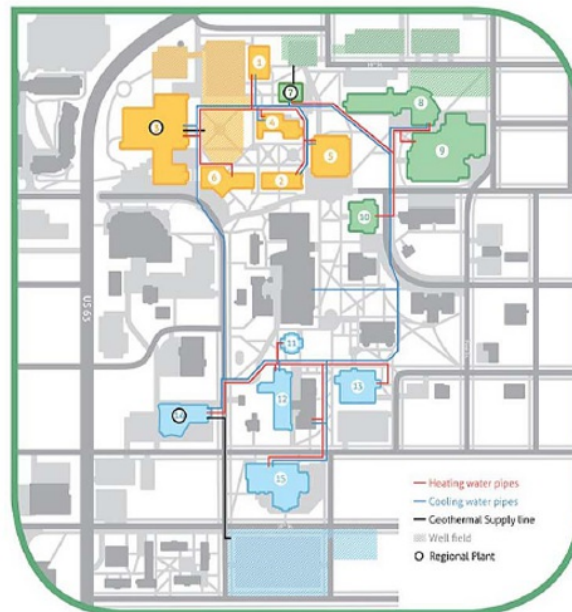 1
7
8
3
4
9
5
6
2
10
US 63
11
12
13
14
15
Heating water pipes
Cooling water pipes
Geothermal Supply line
Well field
Regional Plant